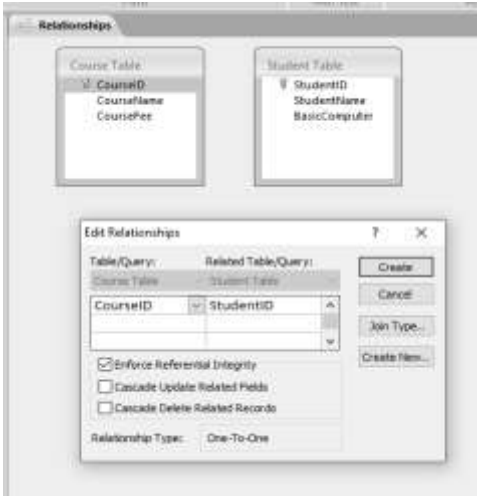 Relationships
Course Table
CourseID
CourseName
CourseFee
Student Table
StudentID
StudentName
BasicComputer
Edit Relationships
? ×
Table/Query: Related Table/Query:
Course Table Student Table
CourseID StudentID
Enforce Referential Integrity
Cascade Update Related Fields
Cascade Delete Related Records
Relationship Type: One-To-One
Create
Cancel
Join Type...
Create New...